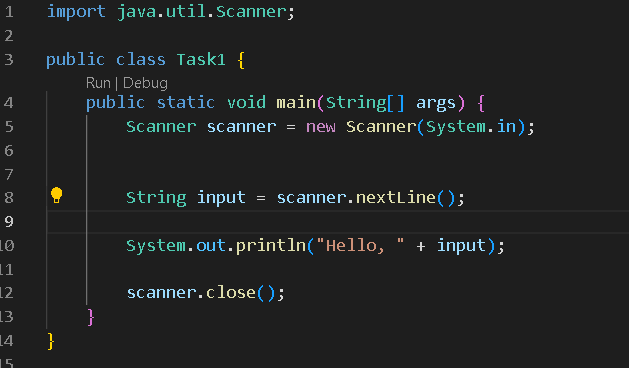 1 import java.util.Scanner;
2
3 public class Task1 {
Run | Debug
4 public static void main(String[] args) {
5 Scanner scanner = new Scanner(System.in);
6
7
8 String input = scanner.nextLine();
9
10 System.out.println("Hello, " + input);
11
12 scanner.close();
13 }
14 }
15